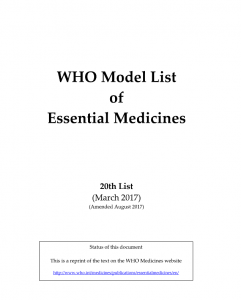 WHO Model List
of
Essential Medicines
20th List
(March 2017)
(Amended August 2017)
Status of this document
This is a reprint of the text on the WHO Medicines website
http://www.who.int/medicines/publications/essentialmedicines/en/